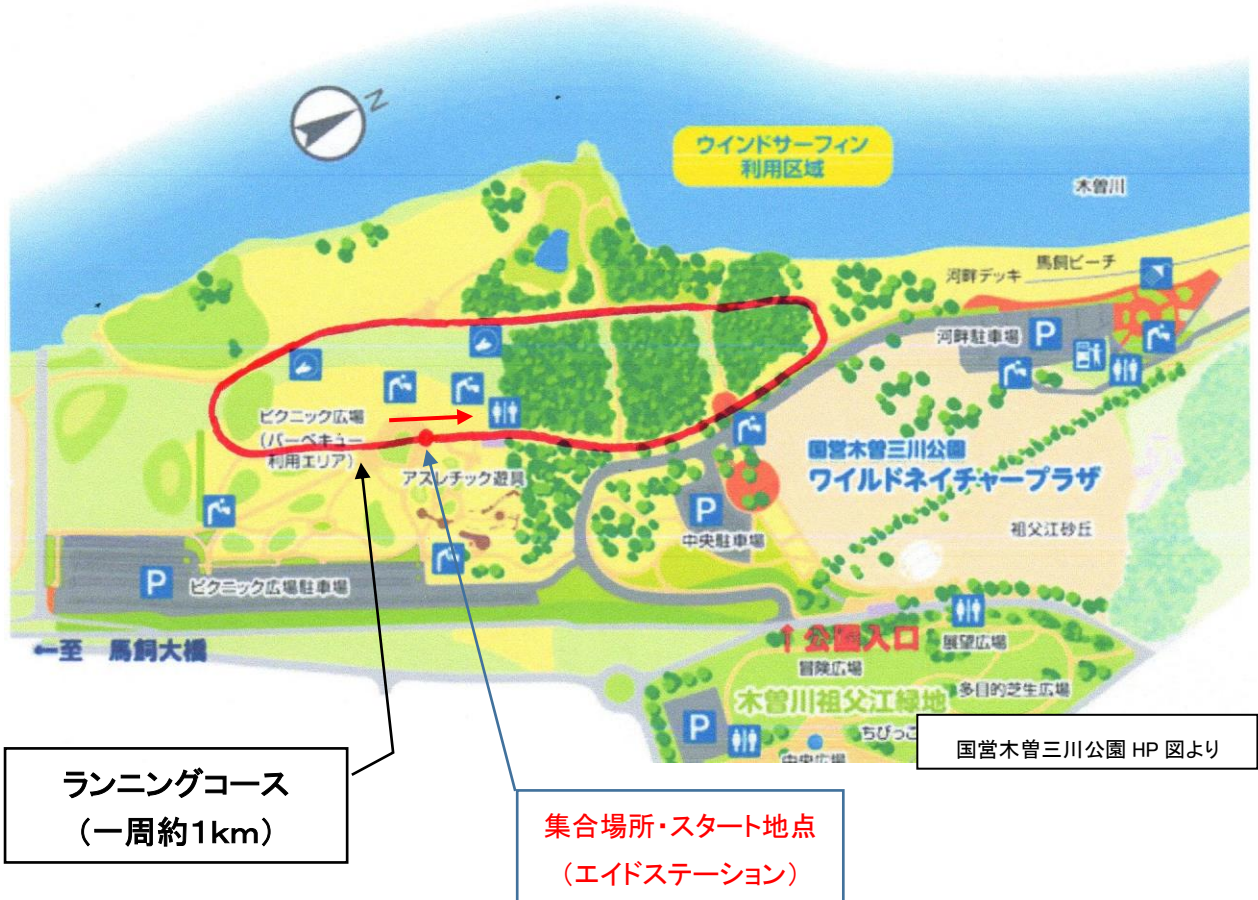 N
ウインドサーフィン
利用区域
木曽川
馬飼ビーチ
河畔デッキ
河畔駐車場
P
ピクニック広場
(バーベキュー
利用エリア)
アスレチック遊具
国営木曽三川公園
ワイルドネイチャープラザ
P
中央駐車場
祖父江砂丘
P
ピクニック広場駐車場
←至 馬飼大橋
↑公園入口
展望広場
冒険広場
多目的芝生広場
木曽川祖父江緑地
P
ちびっこ
中央広場
国営木曽三川公園 HP 図より
ランニングコース
(一周約1km)
集合場所・スタート地点
(エイドステーション)